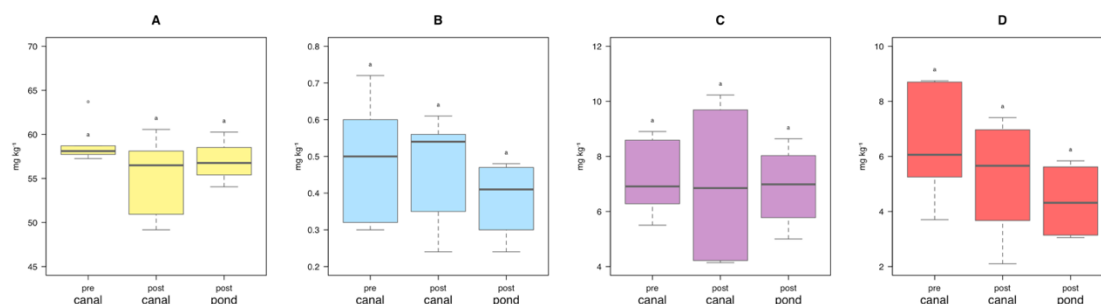 A
mg kg⁻¹
70
65
60
55
50
45
a
a
a
pre
canal
post
canal
post
pond
B
mg kg⁻¹
0.8
0.7
0.6
0.5
0.4
0.3
0.2
a
a
a
pre
canal
post
canal
post
pond
C
mg kg⁻¹
12
10
8
6
4
a
a
a
pre
canal
post
canal
post
pond
D
mg kg⁻¹
10
8
6
4
2
a
a
a
pre
canal
post
canal
post
pond